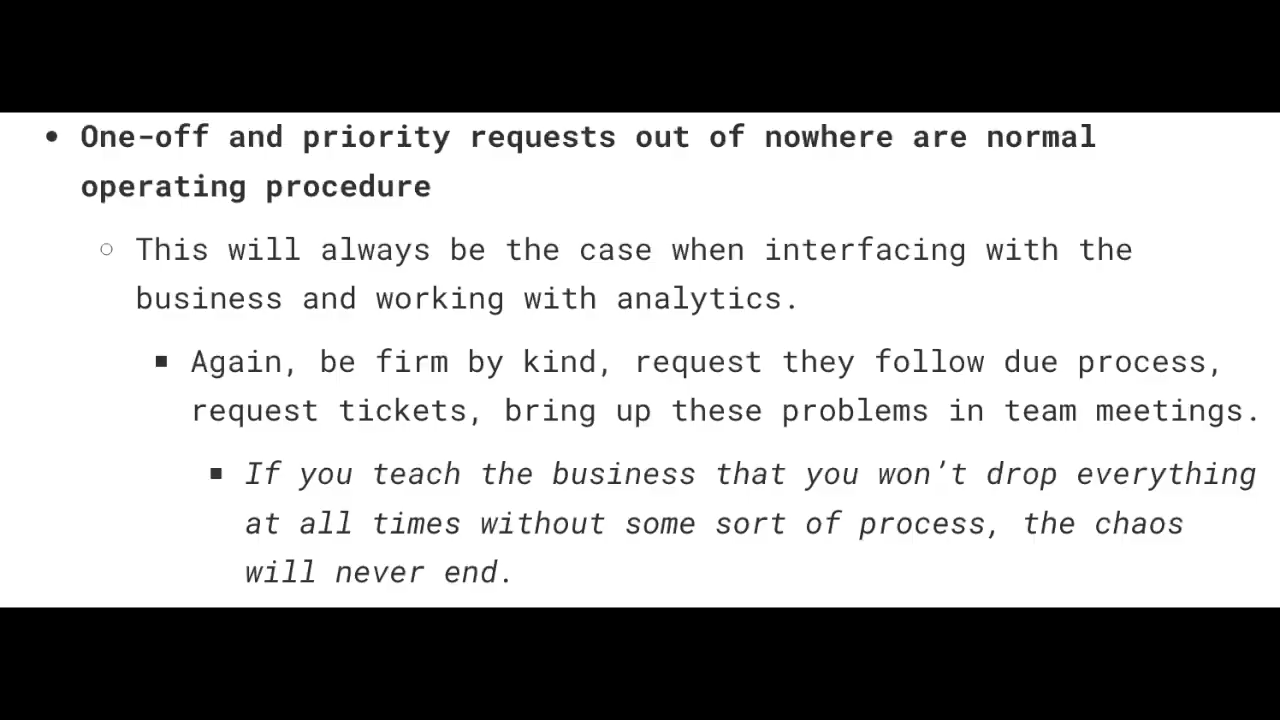 • One-off and priority requests out of nowhere are normal
operating procedure
○ This will always be the case when interfacing with the
business and working with analytics.
▪ Again, be firm by kind, request they follow due process,
request tickets, bring up these problems in team meetings.
▪ If you teach the business that you won’t drop everything
at all times without some sort of process, the chaos
will never end.